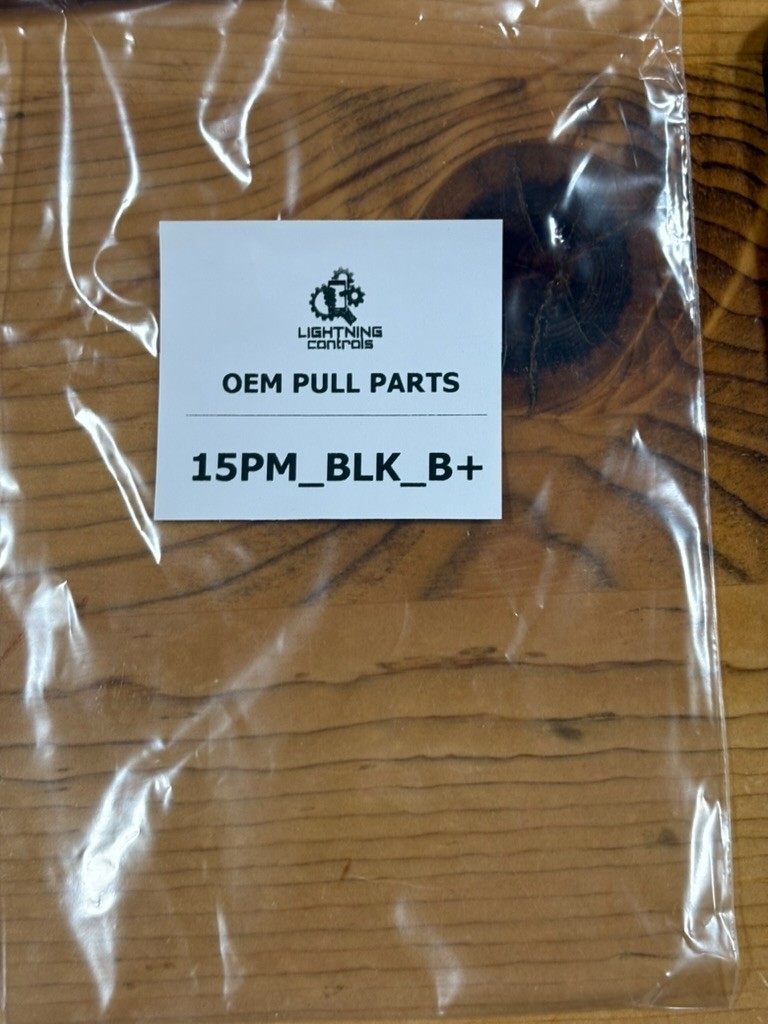 LIGHTNING
controls
OEM PULL PARTS
15PM_BLK_B+